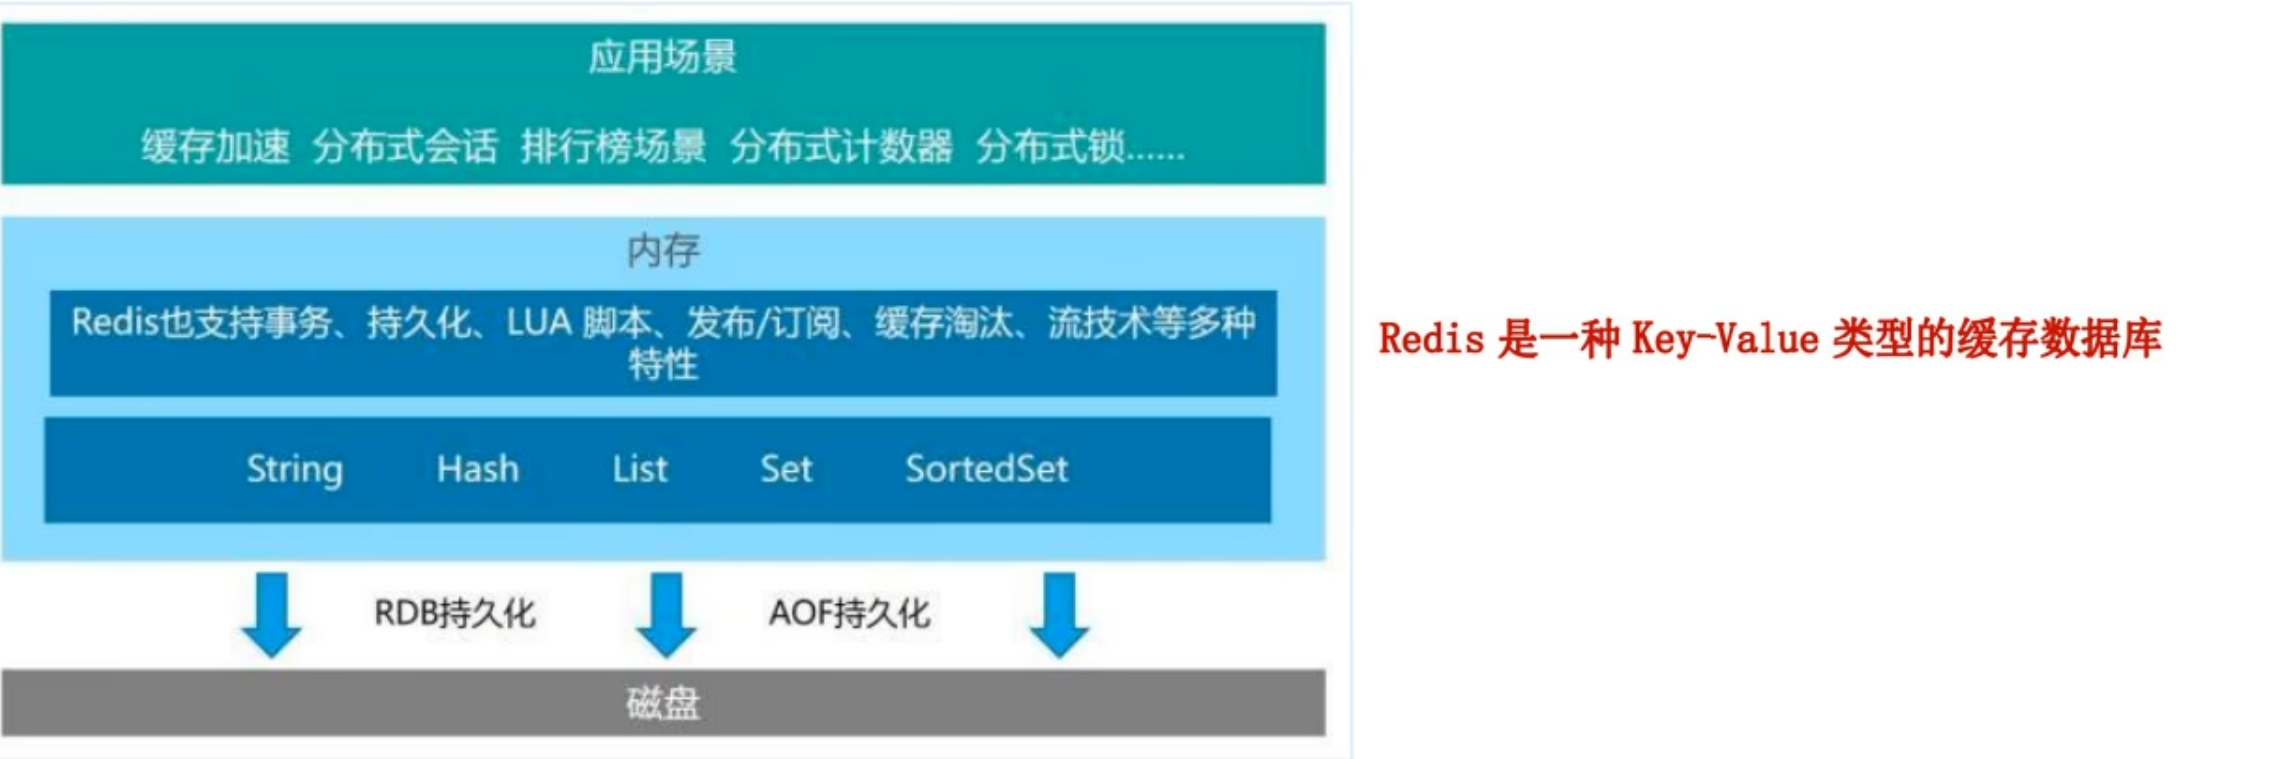 应用场景
缓存加速 分布式会话 排行榜场景 分布式计数器 分布式锁......
内存
Redis也支持事务、持久化、LUA 脚本、发布/订阅、缓存淘汰、流技术等多种
特性
String Hash List Set SortedSet
RDB持久化 AOF持久化
磁盘
Redis 是一种 Key-Value 类型的缓存数据库